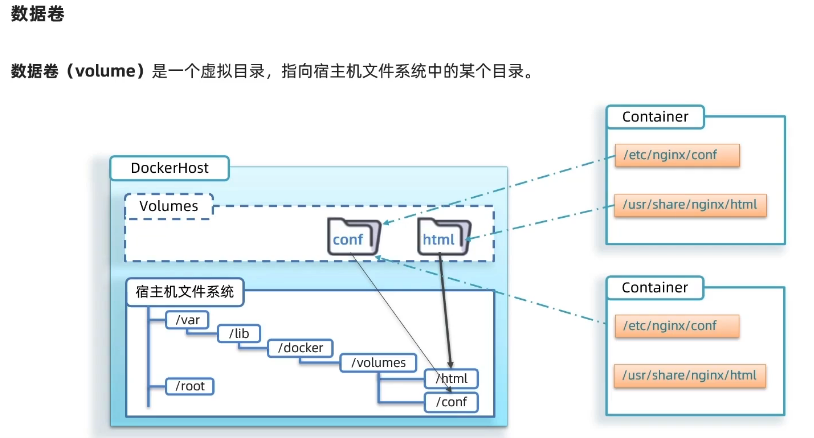 数据卷
数据卷（volume）是一个虚拟目录，指向宿主机文件系统中的某个目录。
DockerHost
Volumes
conf
html
宿主机文件系统
/var
/lib
/docker
/volumes
/html
/root
/conf
Container
/etc/nginx/conf
/usr/share/nginx/html
Container
/etc/nginx/conf
/usr/share/nginx/html